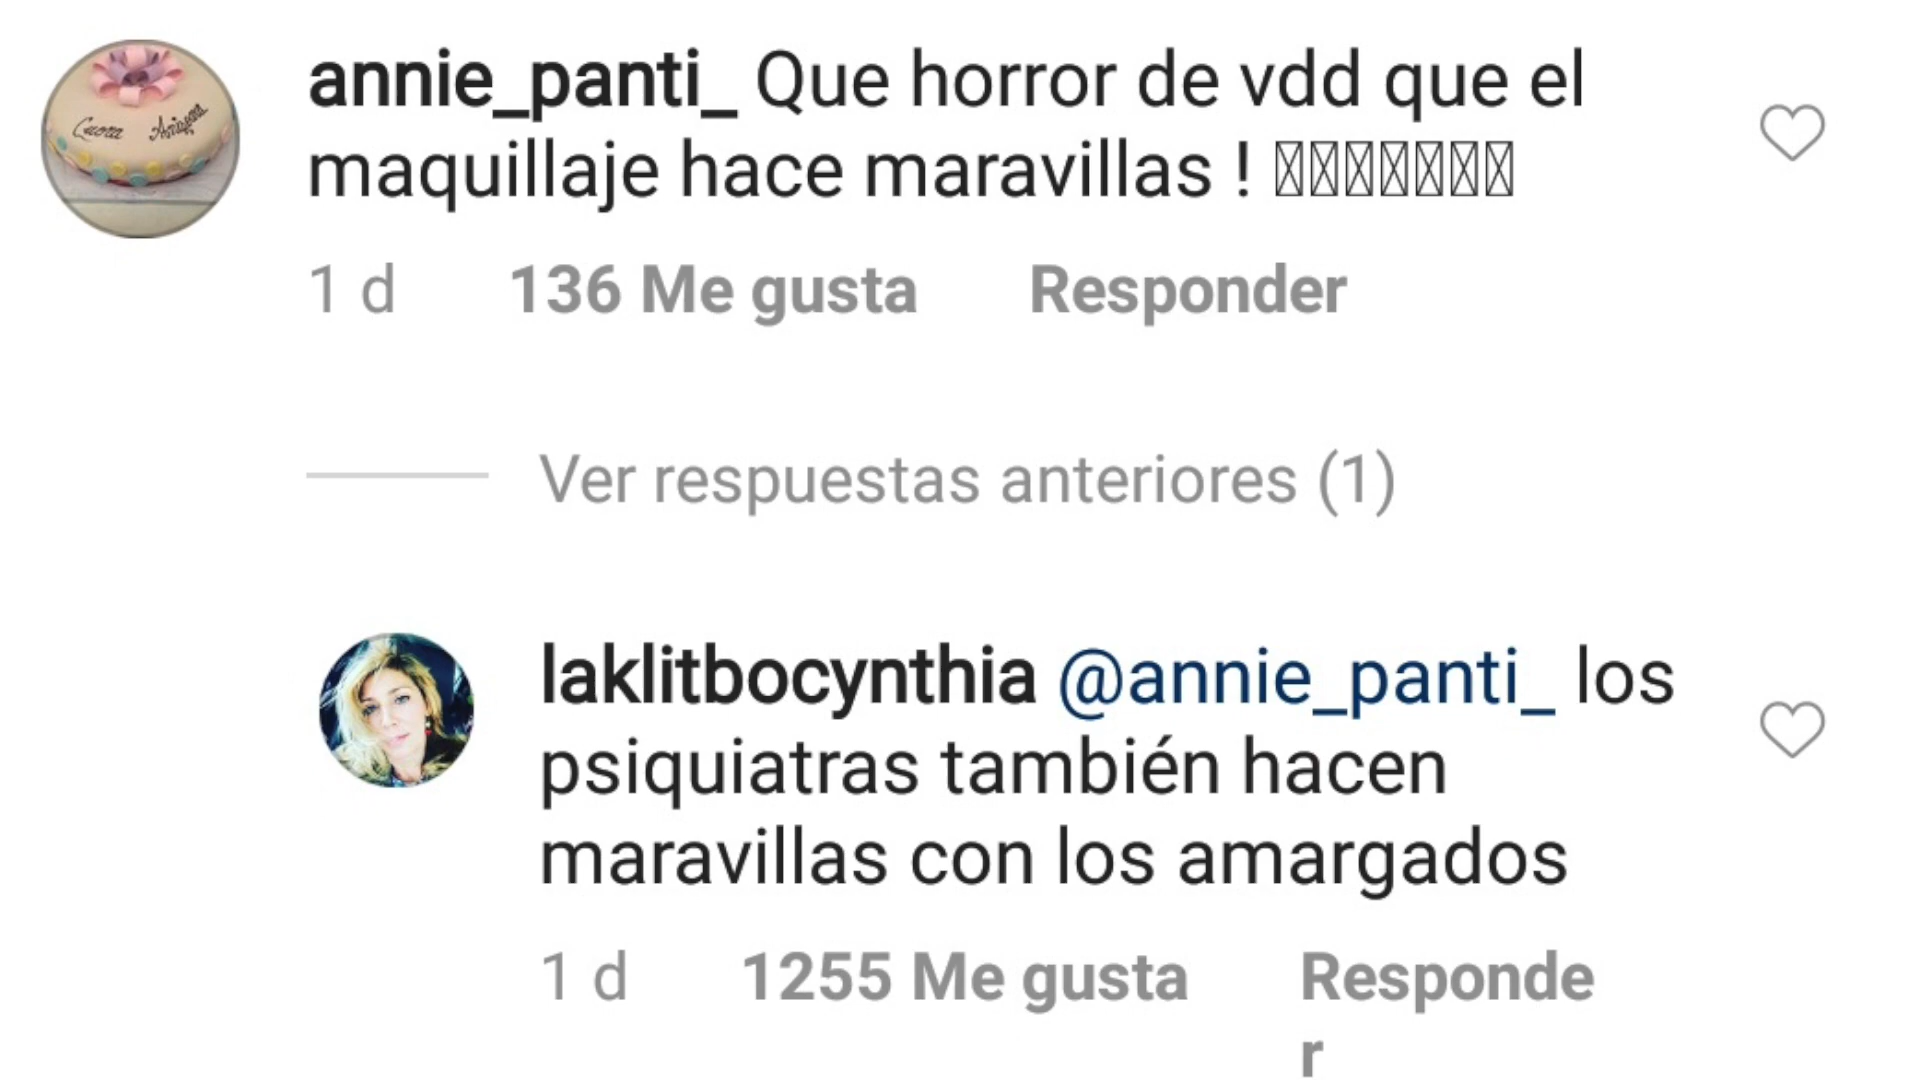 annie_panti_ Que horror de vdd que el
maquillaje hace maravillas !
1 d 136 Me gusta Responder
Ver respuestas anteriores (1)
laklitbocynthia @annie_panti_ los
psiquiatras también hacen
maravillas con los amargados
1 d 1255 Me gusta Responde
r